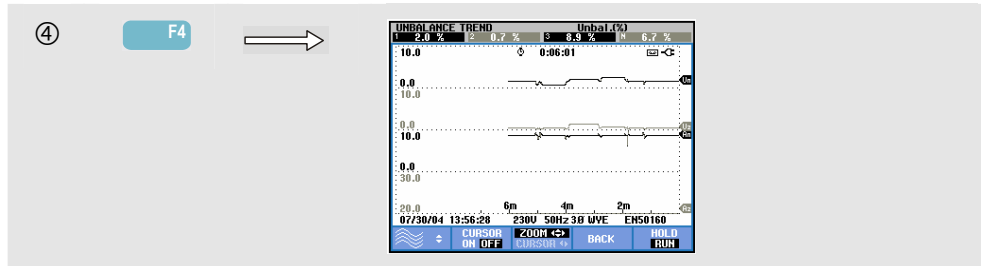 ④ F4
UNBALANCE TREND Unbal.(%)
1 2.0 % 2 0.7 % 3 8.9 % N 6.7 %
10.0 0:06:01
0.0
10.0
0.0
10.0
0.0
30.0
20.0 6m 4m 2m
07/30/04 13:56:28 230V 50Hz 3Ø WYE EN50160
CURSOR ON OFF ZOOM CURSOR BACK HOLD RUN